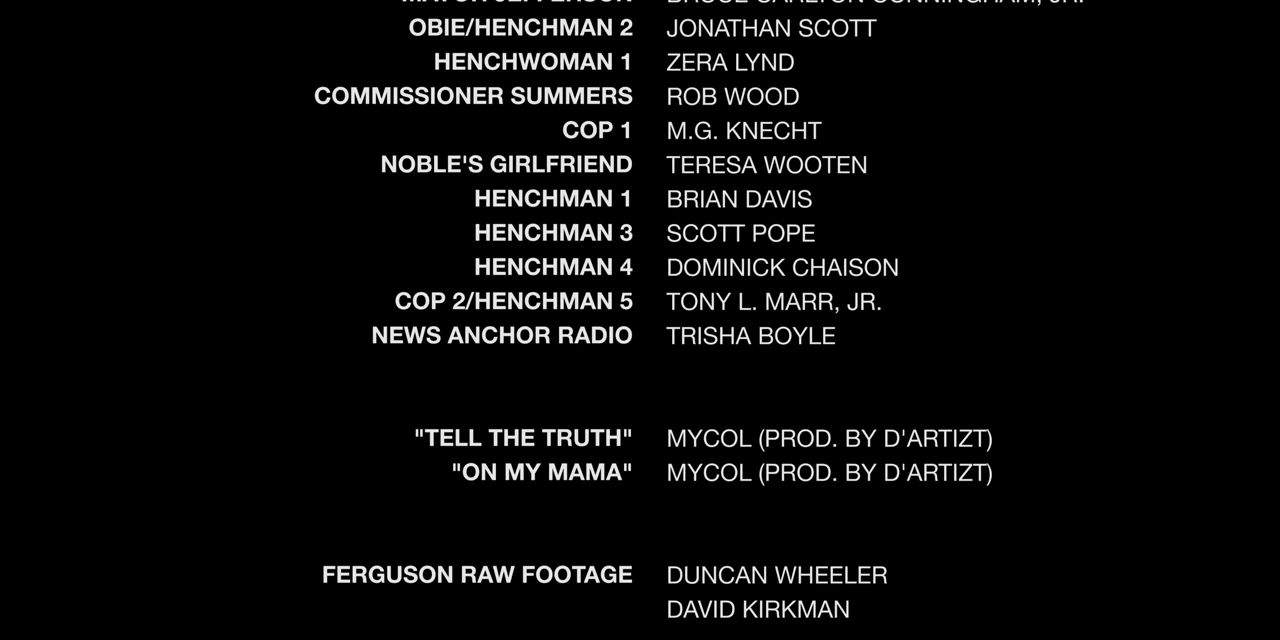 OBIE/HENCHMAN 2 JONATHAN SCOTT
HENCHWOMAN 1 ZERA LYND
COMMISSIONER SUMMERS ROB WOOD
COP 1 M.G. KNECHT
NOBLE'S GIRLFRIEND TERESA WOOTEN
HENCHMAN 1 BRIAN DAVIS
HENCHMAN 3 SCOTT POPE
HENCHMAN 4 DOMINICK CHAISON
COP 2/HENCHMAN 5 TONY L. MARR, JR.
NEWS ANCHOR RADIO TRISHA BOYLE
"TELL THE TRUTH" MYCOL (PROD. BY D'ARTIZT)
"ON MY MAMA" MYCOL (PROD. BY D'ARTIZT)
FERGUSON RAW FOOTAGE DUNCAN WHEELER
DAVID KIRKMAN